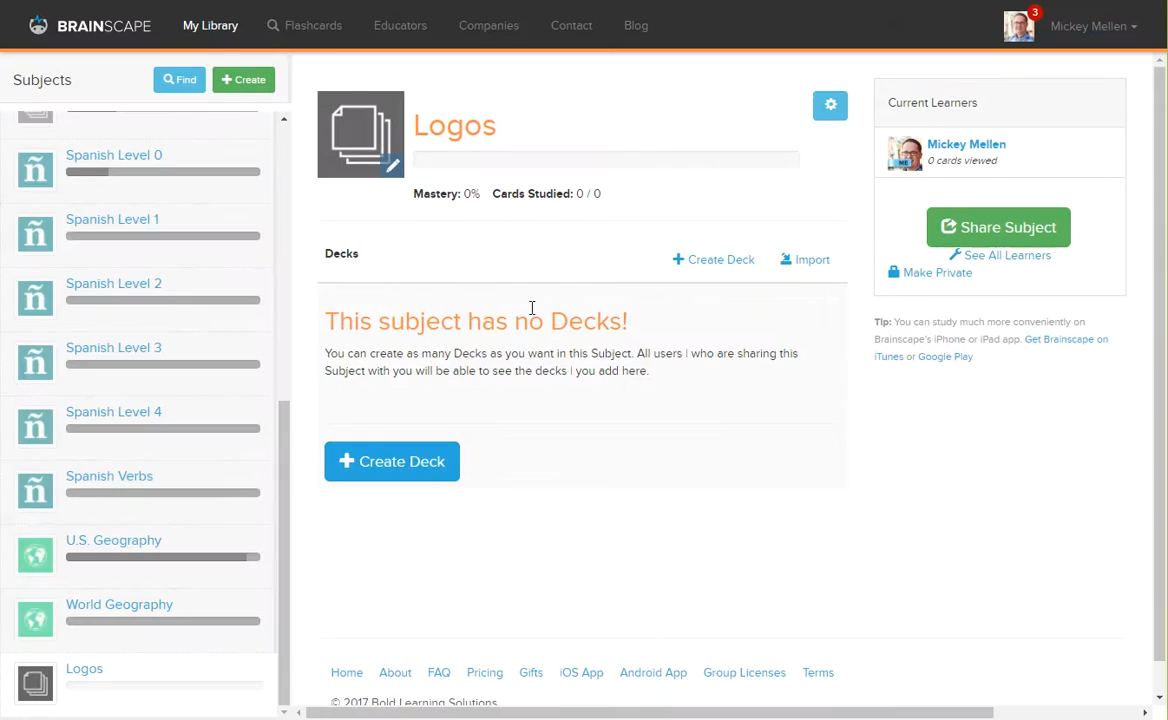 BRAINSCAPE
My Library
Flashcards
Educators
Companies
Contact
Blog
3
Mickey Mellen
Subjects
Find
Create
Spanish Level 0
Spanish Level 1
Spanish Level 2
Spanish Level 3
Spanish Level 4
Spanish Verbs
U.S. Geography
World Geography
Logos
Logos
Mastery: 0% Cards Studied: 0 / 0
Decks
Create Deck
Import
This subject has no Decks!
You can create as many Decks as you want in this Subject. All users | who are sharing this
Subject with you will be able to see the decks | you add here.
Create Deck
Current Learners
ME
Mickey Mellen
0 cards viewed
Share Subject
See All Learners
Make Private
Tip: You can study much more conveniently on
Brainscape's iPhone or iPad app. Get Brainscape on
iTunes or Google Play
Home About FAQ Pricing Gifts iOS App Android App Group Licenses Terms
© 2017 Bold Learning Solutions